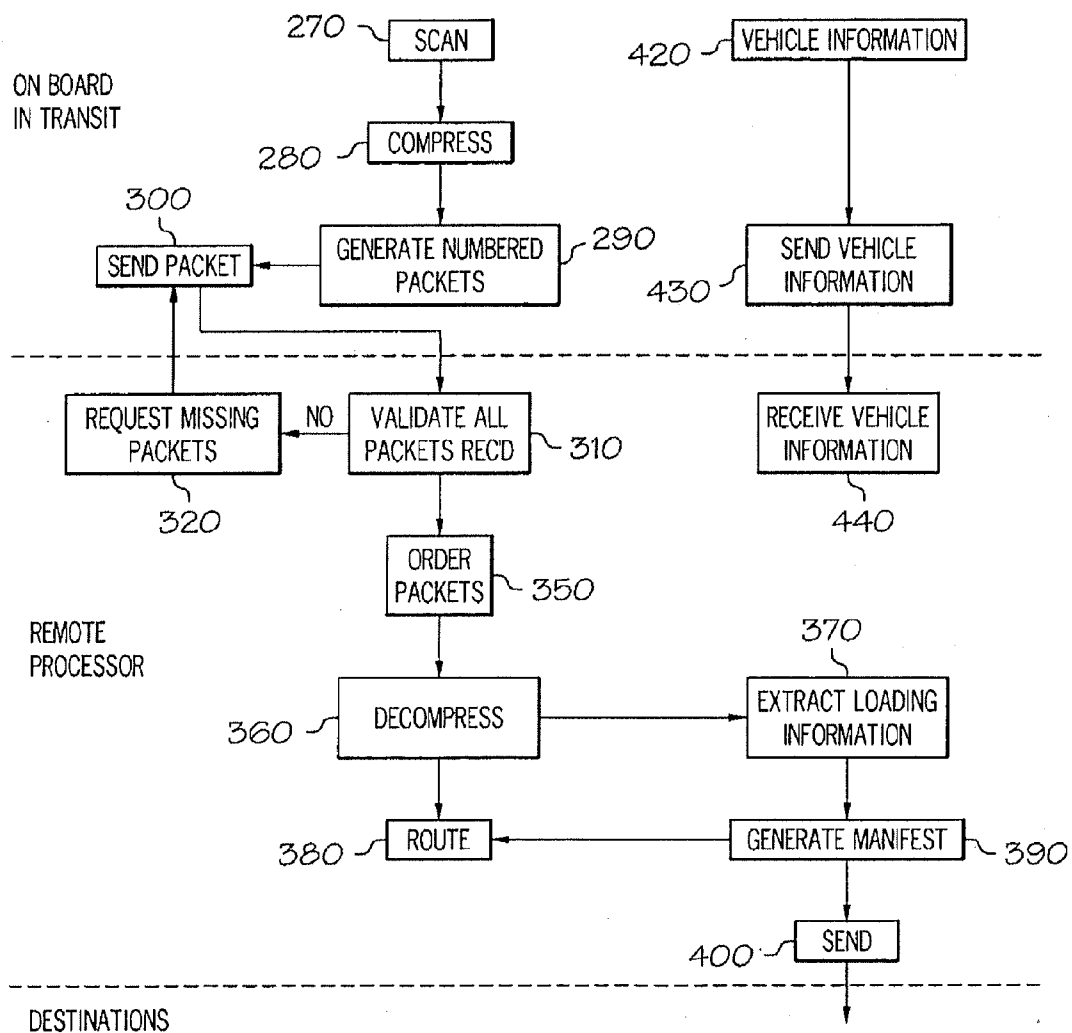 270
SCAN
420
VEHICLE INFORMATION
ON BOARD
IN TRANSIT
COMPRESS
280
300
SEND PACKET
GENERATE NUMBERED
PACKETS
290
SEND VEHICLE
INFORMATION
430
REQUEST MISSING
PACKETS
320
NO
VALIDATE ALL
PACKETS REC'D
310
RECEIVE VEHICLE
INFORMATION
440
ORDER
PACKETS
350
REMOTE
PROCESSOR
360
DECOMPRESS
370
EXTRACT LOADING
INFORMATION
380
ROUTE
GENERATE MANIFEST
390
400
SEND
DESTINATIONS